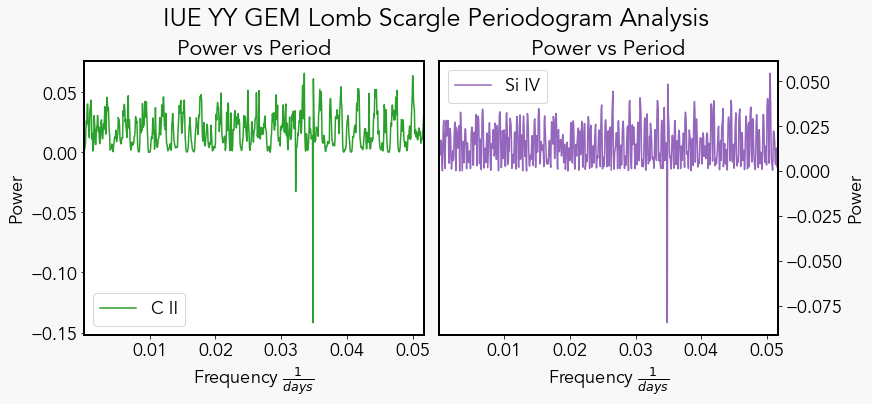 IUE YY GEM Lomb Scargle Periodogram Analysis
Power vs Period
Power
0.05
0.00
−0.05
−0.10
−0.15
C II
0.01
0.02
0.03
0.04
0.05
Frequency 1/days
Power vs Period
Si IV
0.050
0.025
0.000
−0.025
−0.050
−0.075
Power
0.01
0.02
0.03
0.04
0.05
Frequency 1/days